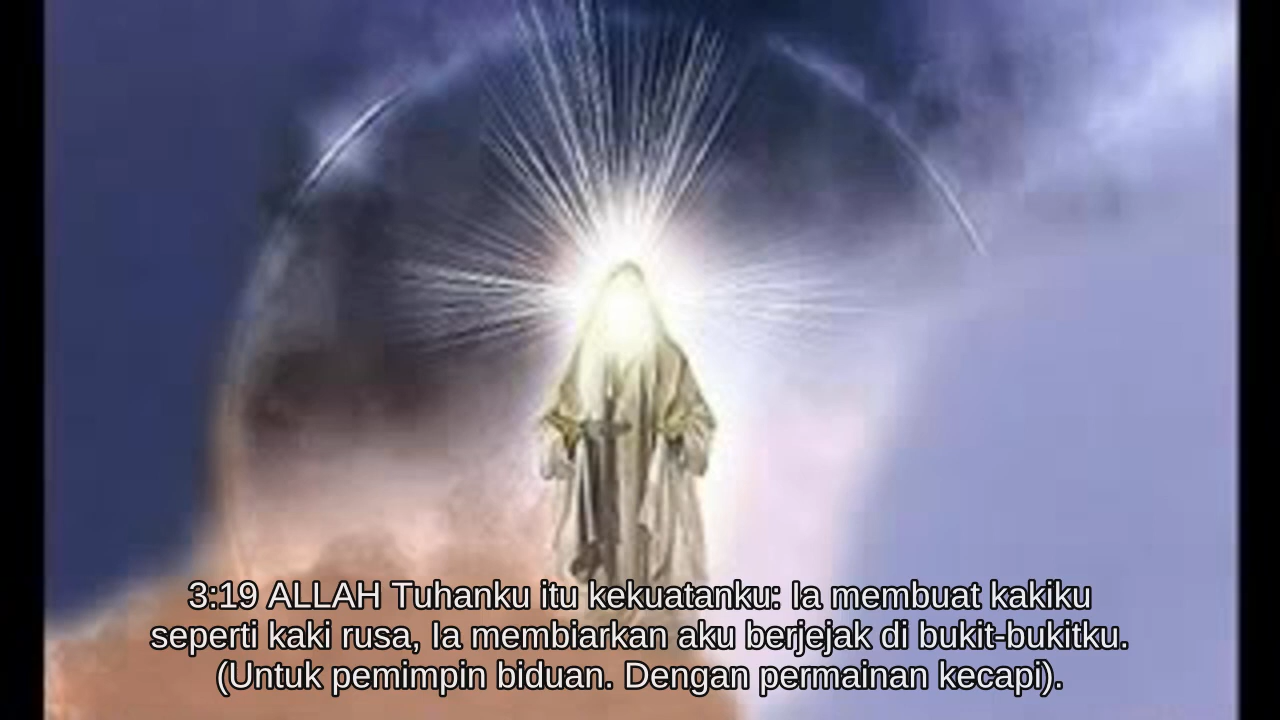 3:19 ALLAH Tuhanku itu kekuatanku: Ia membuat kakiku
seperti kaki rusa, Ia membiarkan aku berjejak di bukit-bukitku.
(Untuk pemimpin biduan. Dengan permainan kecapi).